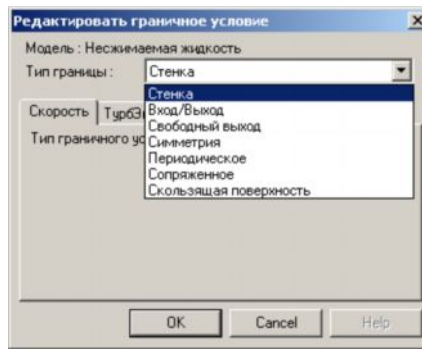 Редактировать граничное условие
Модель : Несжимаемая жидкость
Тип границы : Стенка
Стенка
Вход/Выход
Свободный выход
Симметрия
Периодическое
Сопряженное
Скользящая поверхность
Скорость
Тип граничного
OK Cancel Help